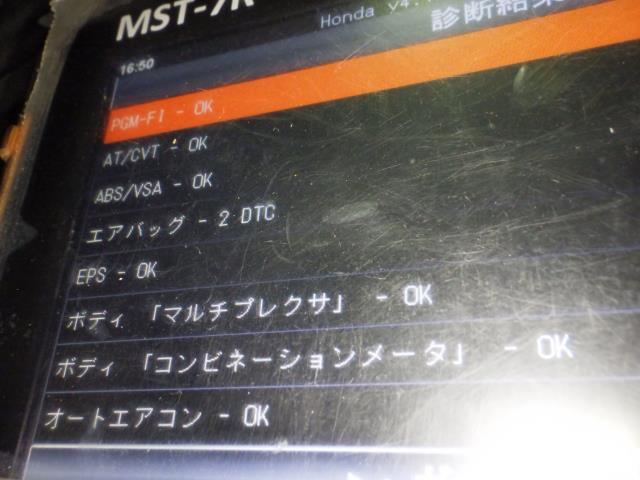 MST-7R
Honda v4.
診断結果
16:50
PGM-FI - OK
AT/CVT - OK
ABS/VSA - OK
エアバッグ - 2 DTC
EPS - OK
ボディ 「マルチプレクサ」 - OK
ボディ 「コンビネーションメータ」 - OK
オートエアコン - OK